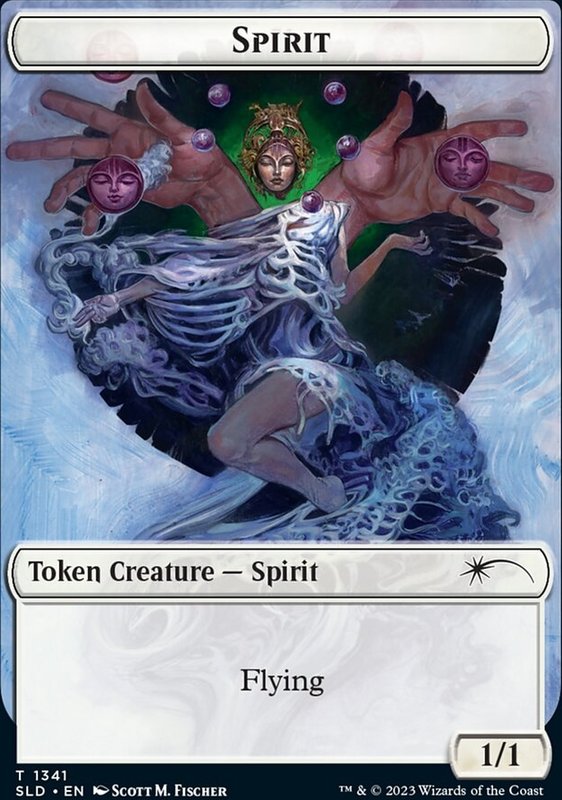 Spirit
Token Creature — Spirit
Flying
1/1
T 1341
SLD • EN Scott M. Fischer
™ & © 2023 Wizards of the Coast